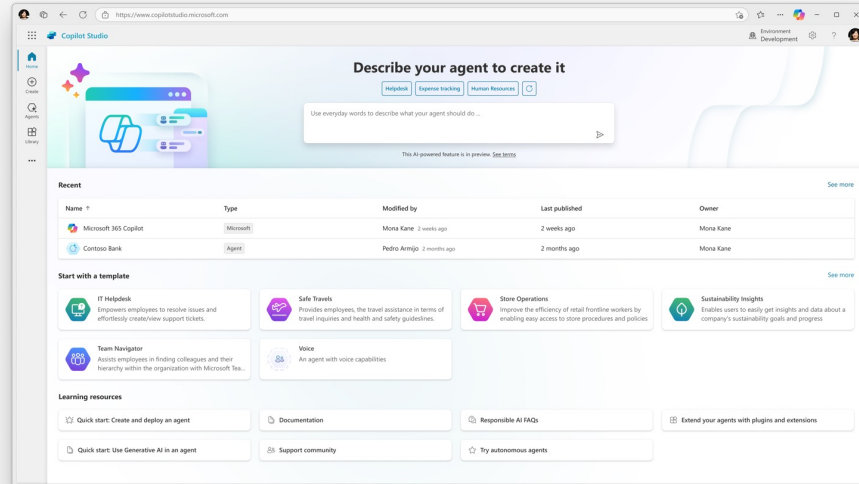 https://www.copilotstudio.microsoft.com
Copilot Studio
Environment
Development
Home
Create
Agents
Library
Describe your agent to create it
Helpdesk
Expense tracking
Human Resources
Use everyday words to describe what your agent should do ...
This AI-powered feature is in preview. See terms
Recent
See more
Name ↑ Type Modified by Last published Owner
Microsoft 365 Copilot Microsoft Mona Kane 2 weeks ago 2 weeks ago Mona Kane
Contoso Bank Agent Pedro Armijo 2 months ago 2 months ago Mona Kane
Start with a template
See more
IT Helpdesk
Empowers employees to resolve issues and
effortlessly create/view support tickets.
Safe Travels
Provides employees, the travel assistance in terms of
travel inquiries and health and safety guideslines.
Store Operations
Improve the efficiency of retail frontline workers by
enabling easy access to store procedures and policies
Sustainability Insights
Enables users to easily get insights and data about a
company's sustainability goals and progress
Team Navigator
Assists employees in finding colleagues and their
hierarchy within the organization with Microsoft Tea...
Voice
An agent with voice capabilities
Learning resources
Quick start: Create and deploy an agent
Documentation
Responsible AI FAQs
Extend your agents with plugins and extensions
Quick start: Use Generative AI in an agent
Support community
Try autonomous agents